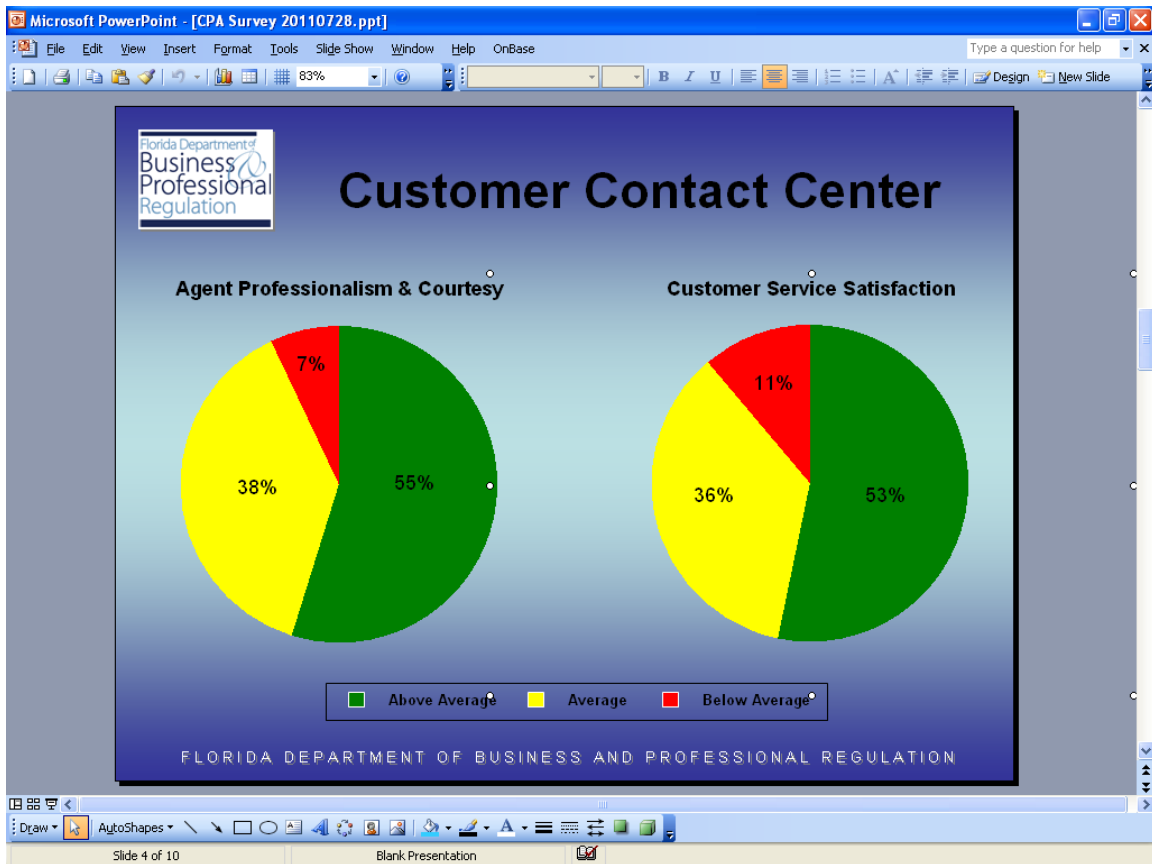 Microsoft PowerPoint - [CPA Survey 20110728.ppt]
File Edit View Insert Format Tools Slide Show Window Help OnBase Type a question for help
83% B I U A Design New Slide
Florida Department of
Business &
Professional
Regulation
Customer Contact Center
Agent Professionalism & Courtesy Customer Service Satisfaction
7% 11%
38% 55% 36% 53%
Above Average Average Below Average
FLORIDA DEPARTMENT OF BUSINESS AND PROFESSIONAL REGULATION
Draw AutoShapes A
Slide 4 of 10 Blank Presentation